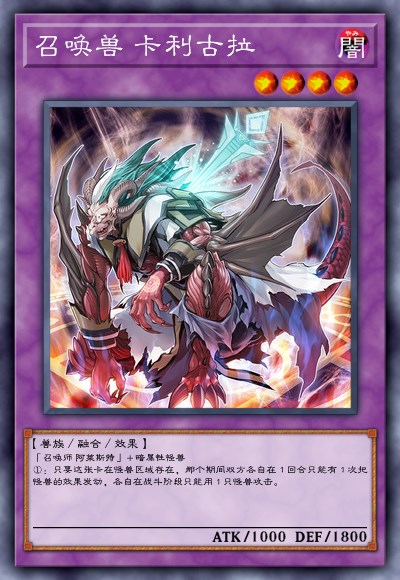 召唤兽 卡利古拉
やみ
闇
【兽族／融合／效果】
「召唤师 阿莱斯特」＋暗属性怪兽
①：只要这张卡在怪兽区域存在，那个期间双方各自在１回合只能有１次把
怪兽的效果发动，各自在战斗阶段只能用１只怪兽攻击。
ATK/1000 DEF/1800